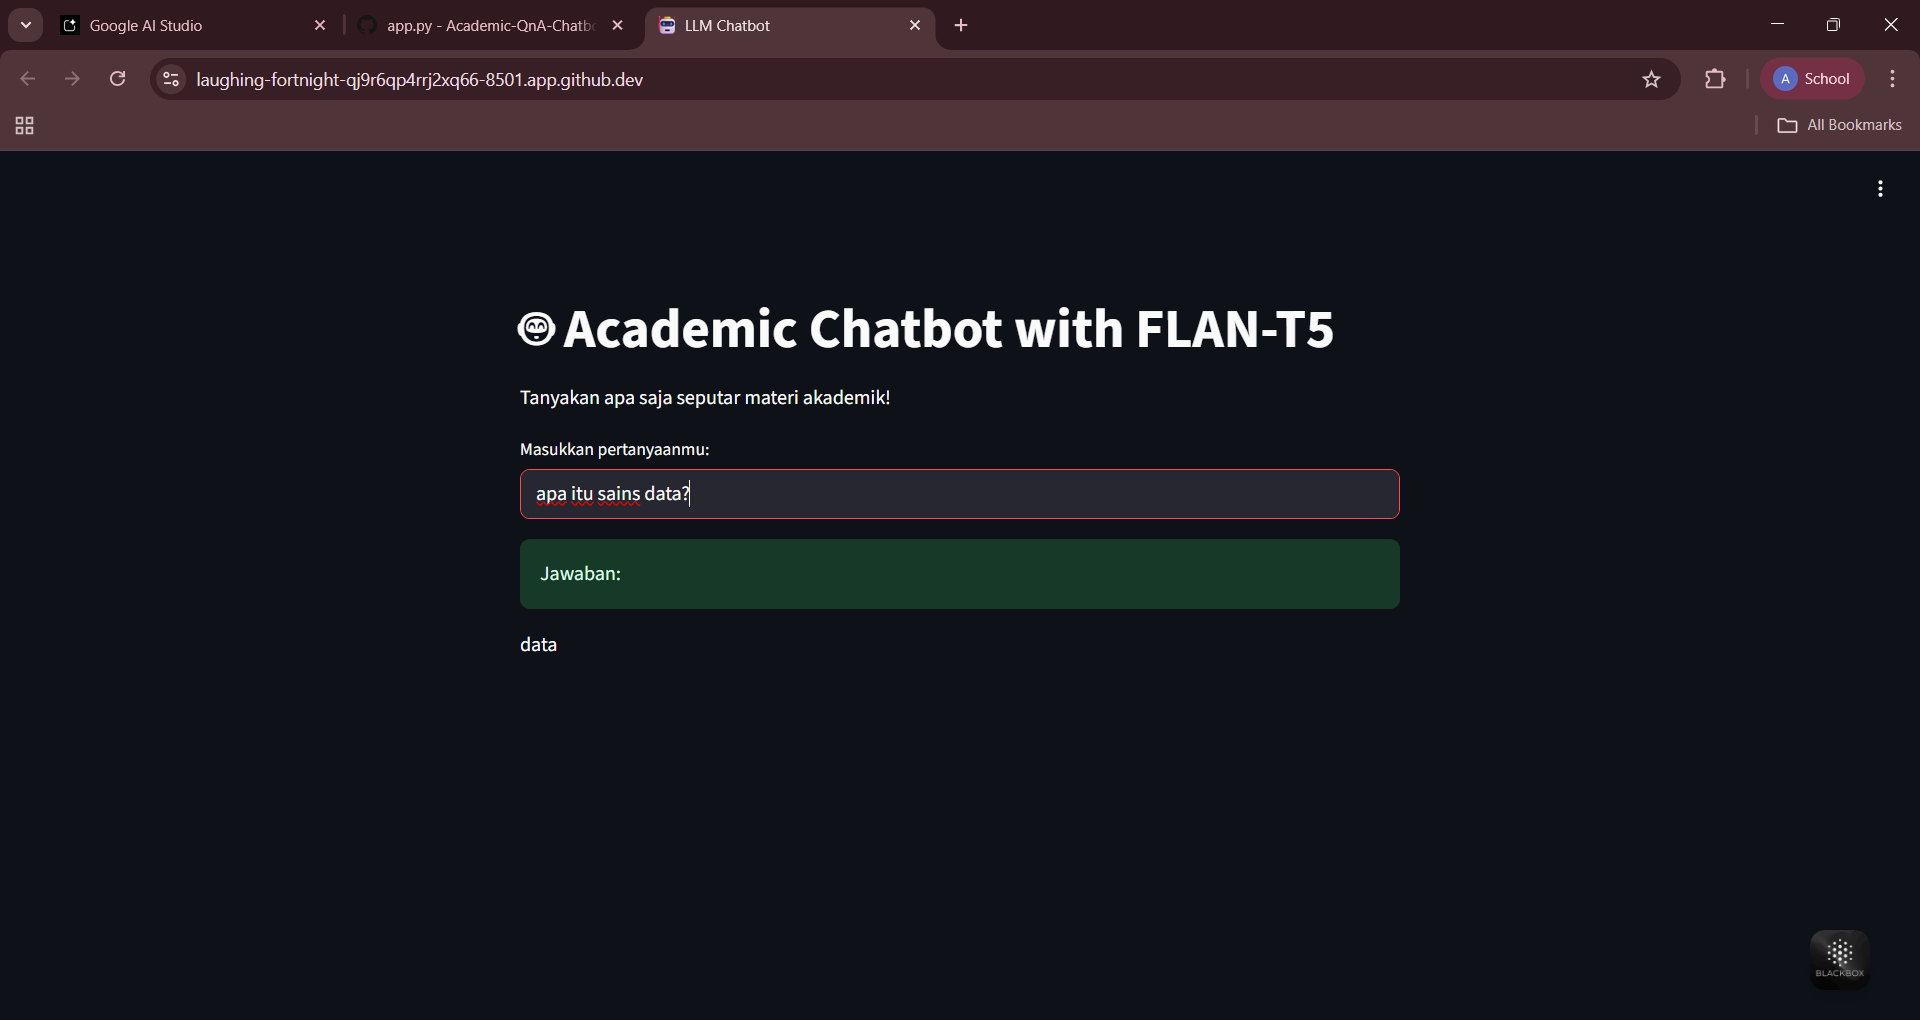 Google AI Studio
app.py - Academic-QnA-Chatb
LLM Chatbot
laughing-fortnight-qj9r6qp4rrj2xq66-8501.app.github.dev
A School
All Bookmarks
Academic Chatbot with FLAN-T5
Tanyakan apa saja seputar materi akademik!
Masukkan pertanyaanmu:
apa itu sains data?
Jawaban:
data
BLACKBOX